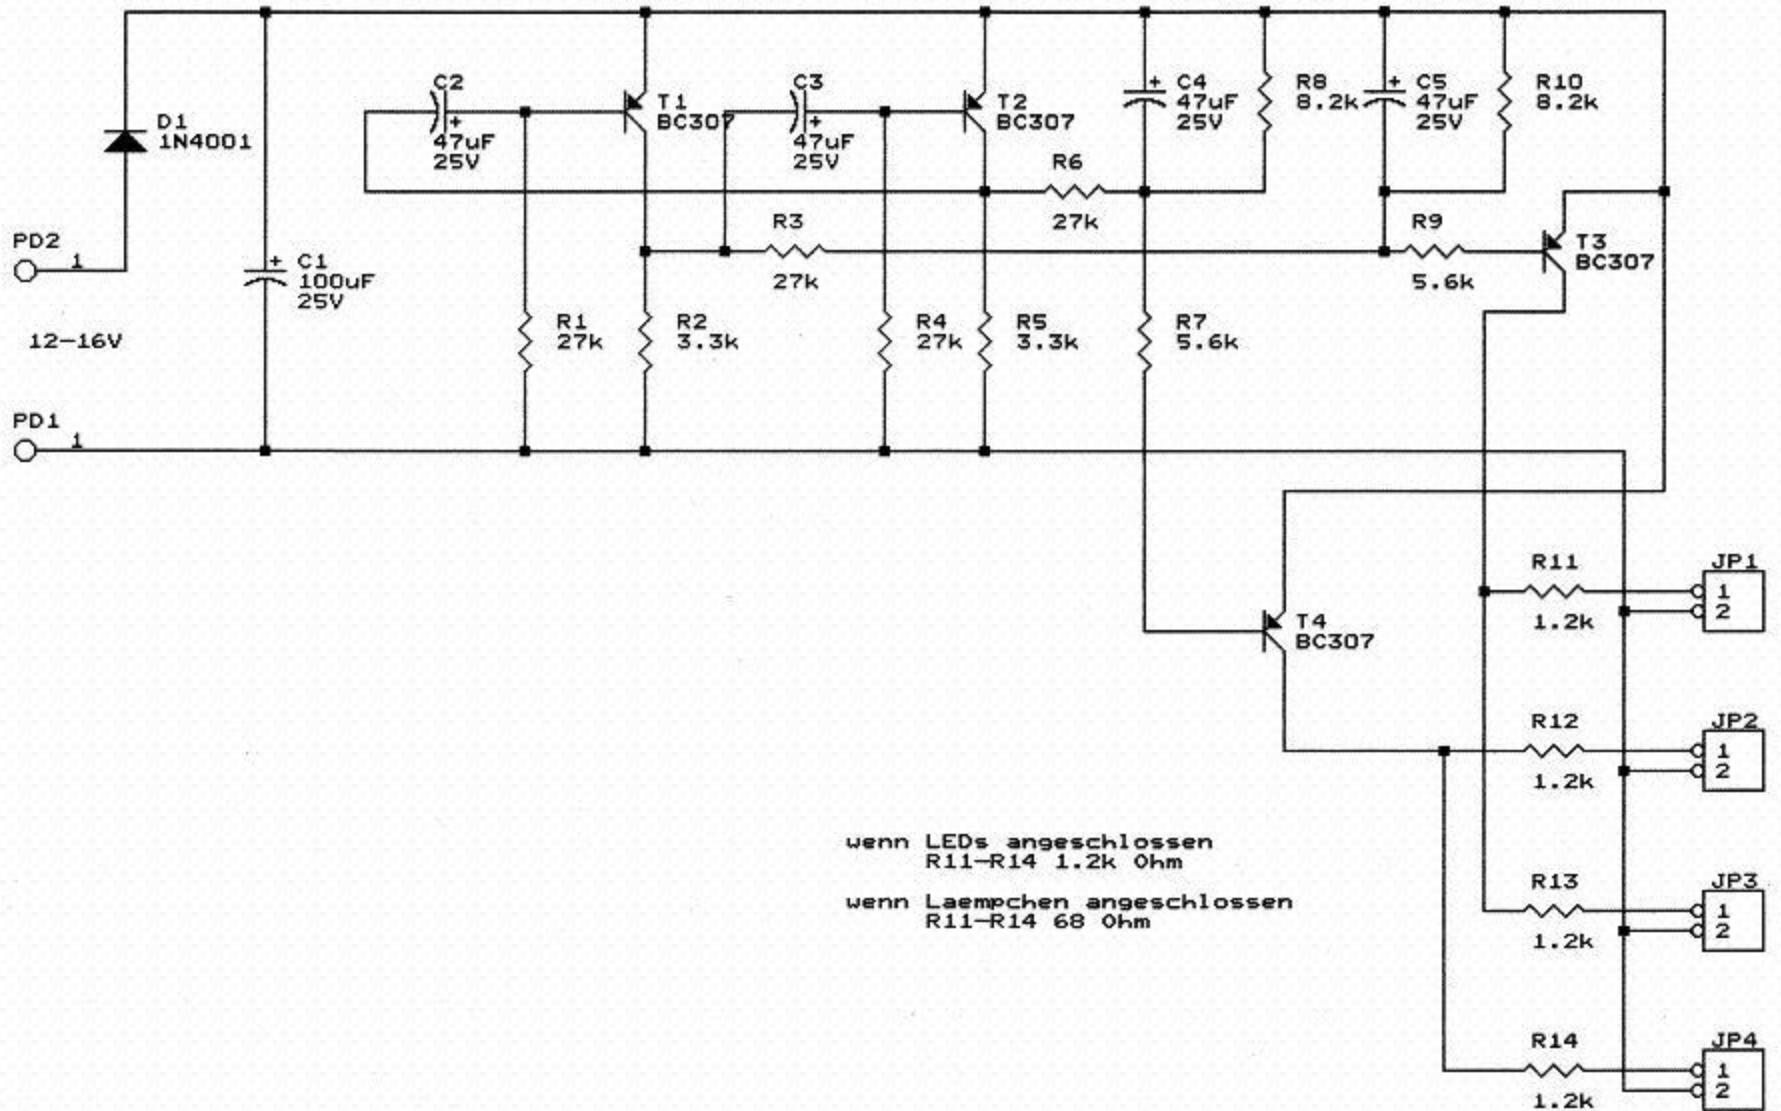 C2
47uF
25V
T1
BC307
C3
47uF
25V
T2
BC307
C4
47uF
25V
R8
8.2k
C5
47uF
25V
R10
8.2k
D1
1N4001
R6
27k
PD2
1
C1
100uF
25V
R3
27k
R9
5.6k
T3
BC307
12-16V
R1
27k
R2
3.3k
R4
27k
R5
3.3k
R7
5.6k
PD1
1
R11
1.2k
JP1
1
2
T4
BC307
R12
1.2k
JP2
1
2
wenn LEDs angeschlossen
R11-R14 1.2k Ohm
wenn Laempchen angeschlossen
R11-R14 68 Ohm
R13
1.2k
JP3
1
2
R14
1.2k
JP4
1
2